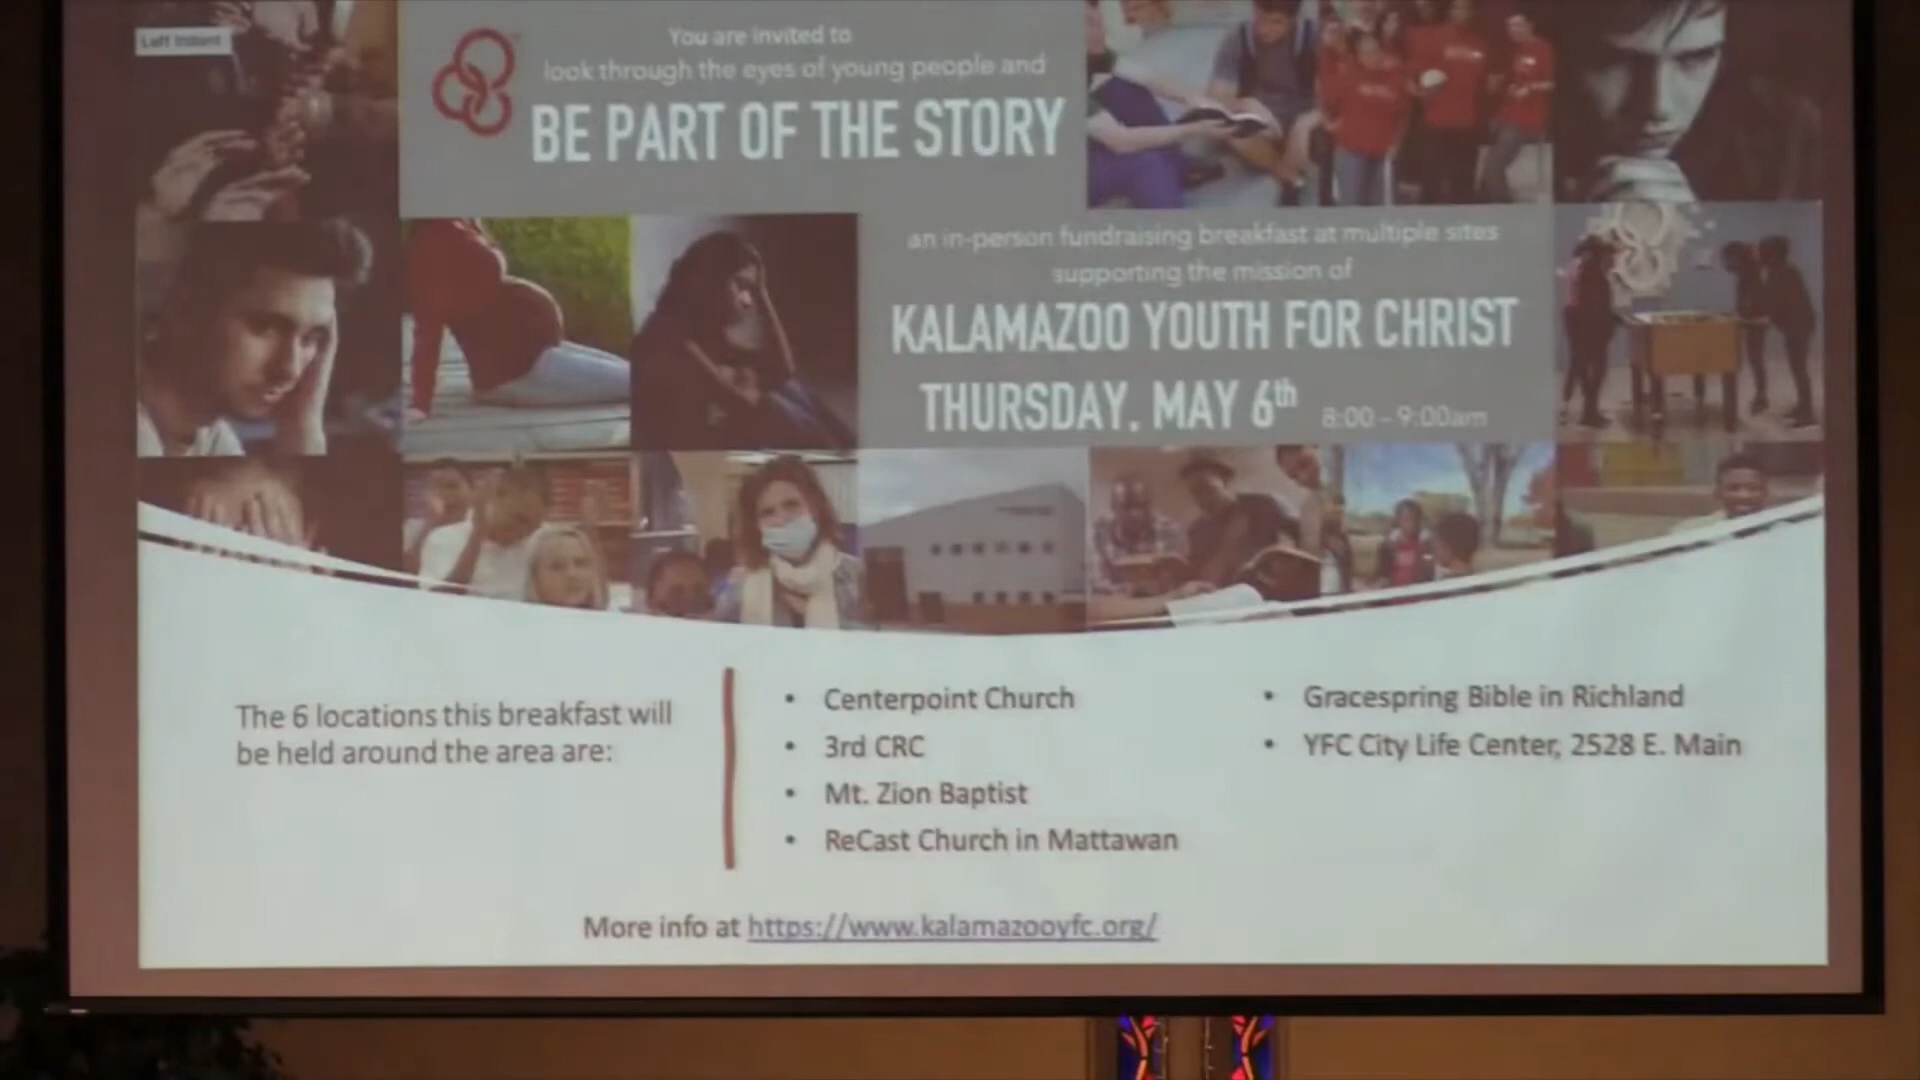 Left Indent
You are invited to
look through the eyes of young people and
BE PART OF THE STORY
an in-person fundraising breakfast at multiple sites
supporting the mission of
KALAMAZOO YOUTH FOR CHRIST
THURSDAY, MAY 6th 8:00 - 9:00am
The 6 locations this breakfast will
be held around the area are:
• Centerpoint Church
• 3rd CRC
• Mt. Zion Baptist
• ReCast Church in Mattawan
• Gracespring Bible in Richland
• YFC City Life Center, 2528 E. Main
More info at https://www.kalamazooyfc.org/